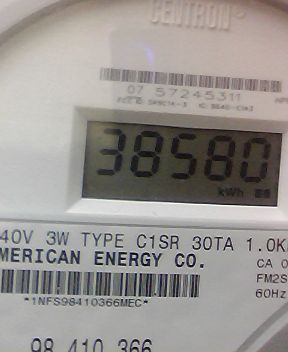 CENTRON
07 57245311
38580
kWh
40V 3W TYPE C1SR 30TA 1.0K
MERICAN ENERGY CO.
CA 0
FM2S
60Hz
*1NFS98410366MEC*
98 410 366